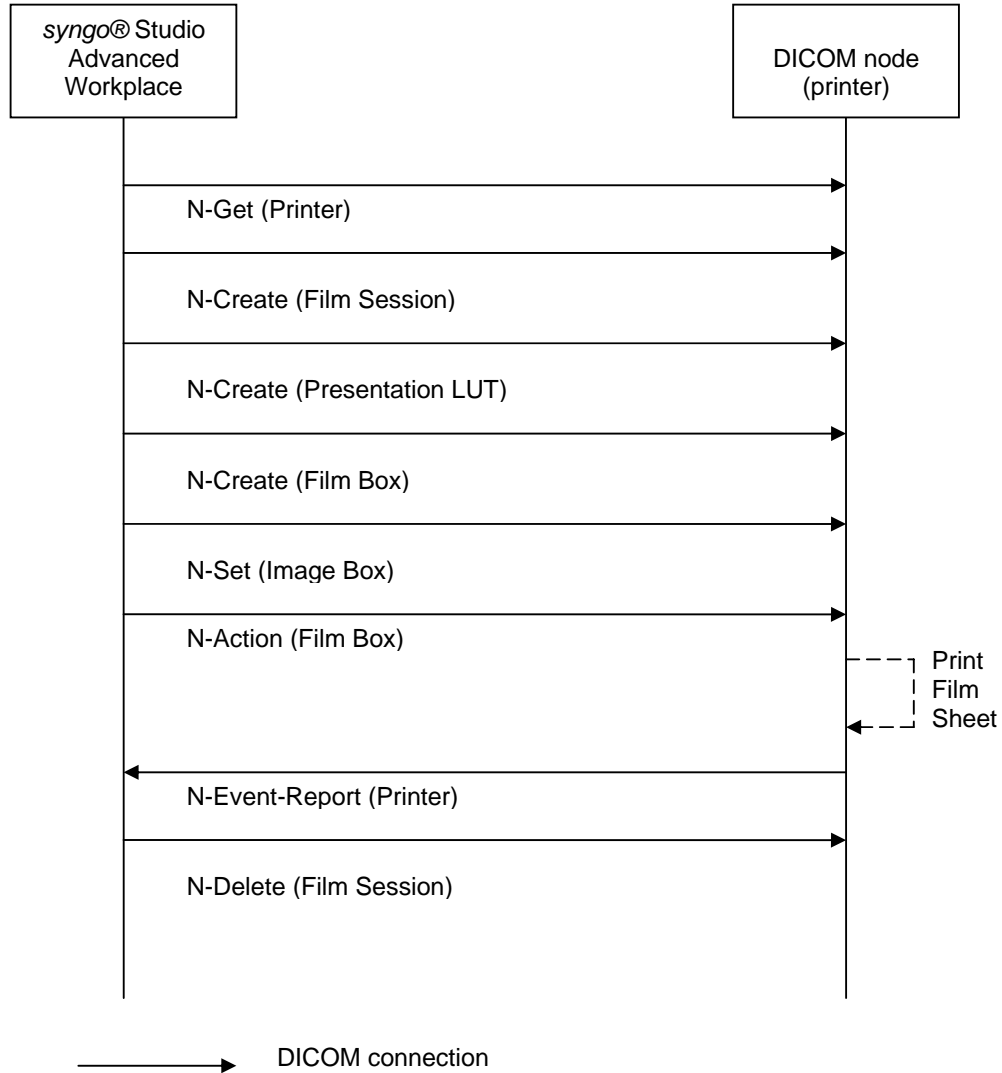 syngo® Studio
Advanced
Workplace
DICOM node
(printer)
N-Get (Printer)
N-Create (Film Session)
N-Create (Presentation LUT)
N-Create (Film Box)
N-Set (Image Box)
N-Action (Film Box)
Print
Film
Sheet
N-Event-Report (Printer)
N-Delete (Film Session)
DICOM connection